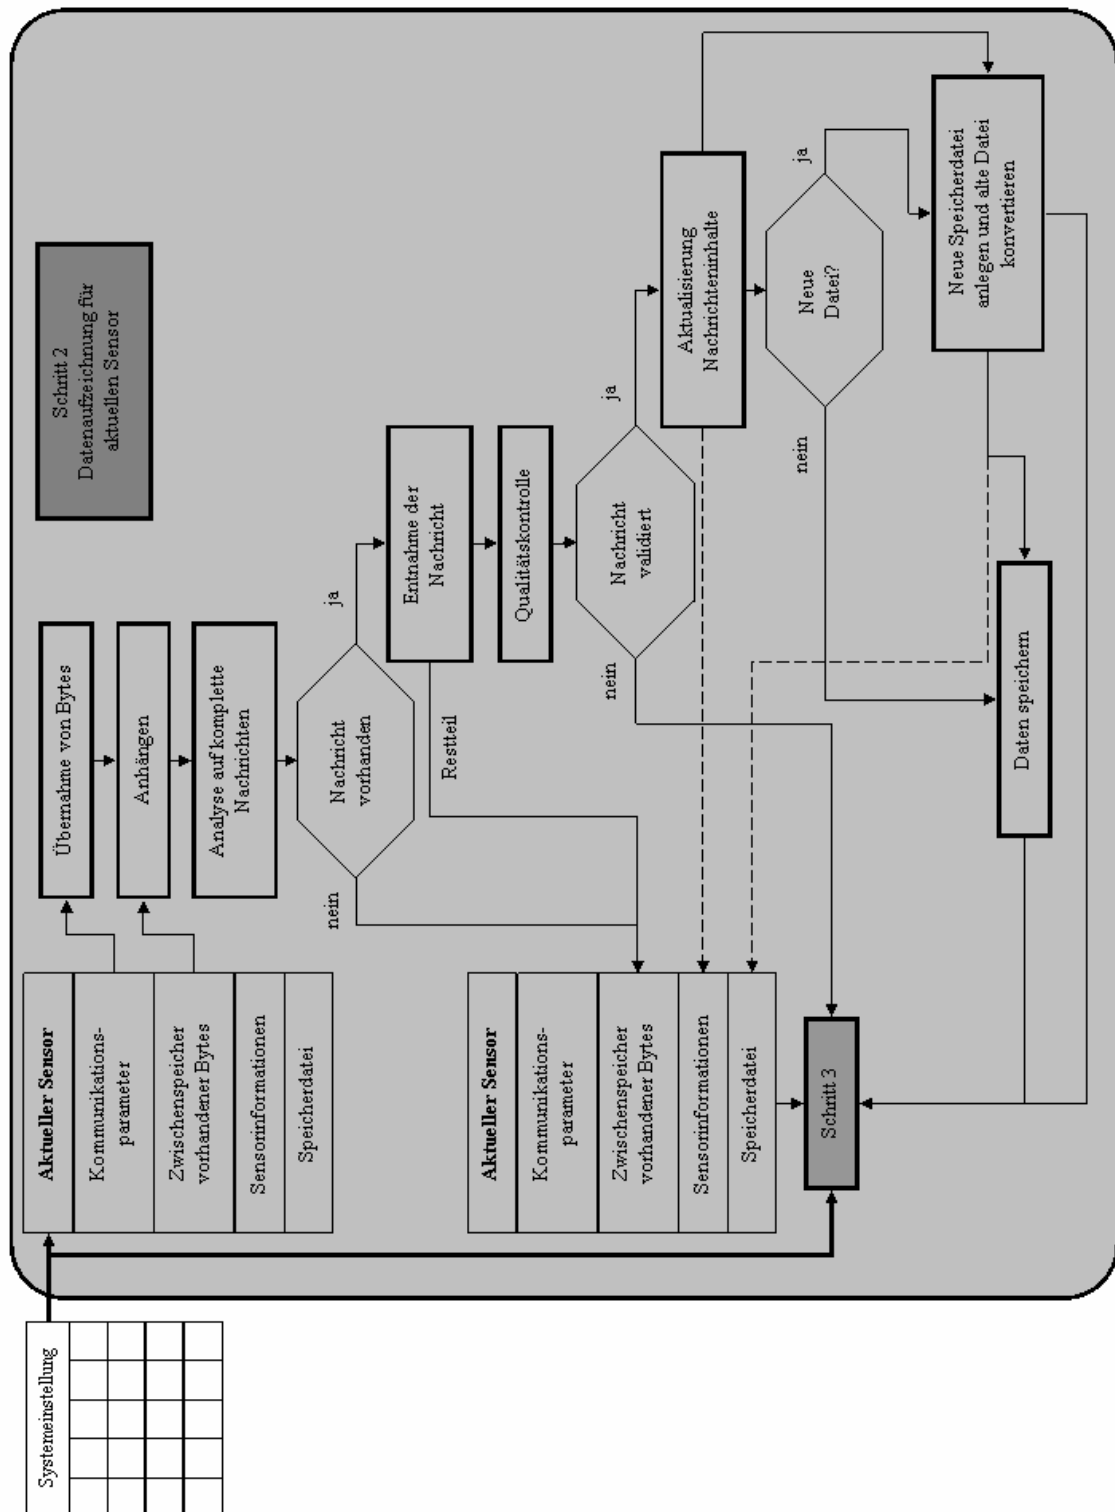 Systemeinstellung
Schritt 2
Datenaufzeichnung für
aktuellen Sensor
Aktueller Sensor
Kommunikations-
parameter
Zwischenspeicher
vorhandener Bytes
Sensorinformationen
Speicherdatei
Übernahme von Bytes
Anhängen
Analyse auf komplette
Nachrichten
Nachricht
vorhanden
nein
ja
Entnahme der
Nachricht
Restteil
Qualitätskontrolle
Nachricht
validiert
nein
ja
Aktualisierung
Nachrichteninhalte
Neue
Datei?
nein
ja
Neue Speicherdatei
anlegen und alte Datei
konvertieren
Daten speichern
Aktueller Sensor
Kommunikations-
parameter
Zwischenspeicher
vorhandener Bytes
Sensorinformationen
Speicherdatei
Schritt 3